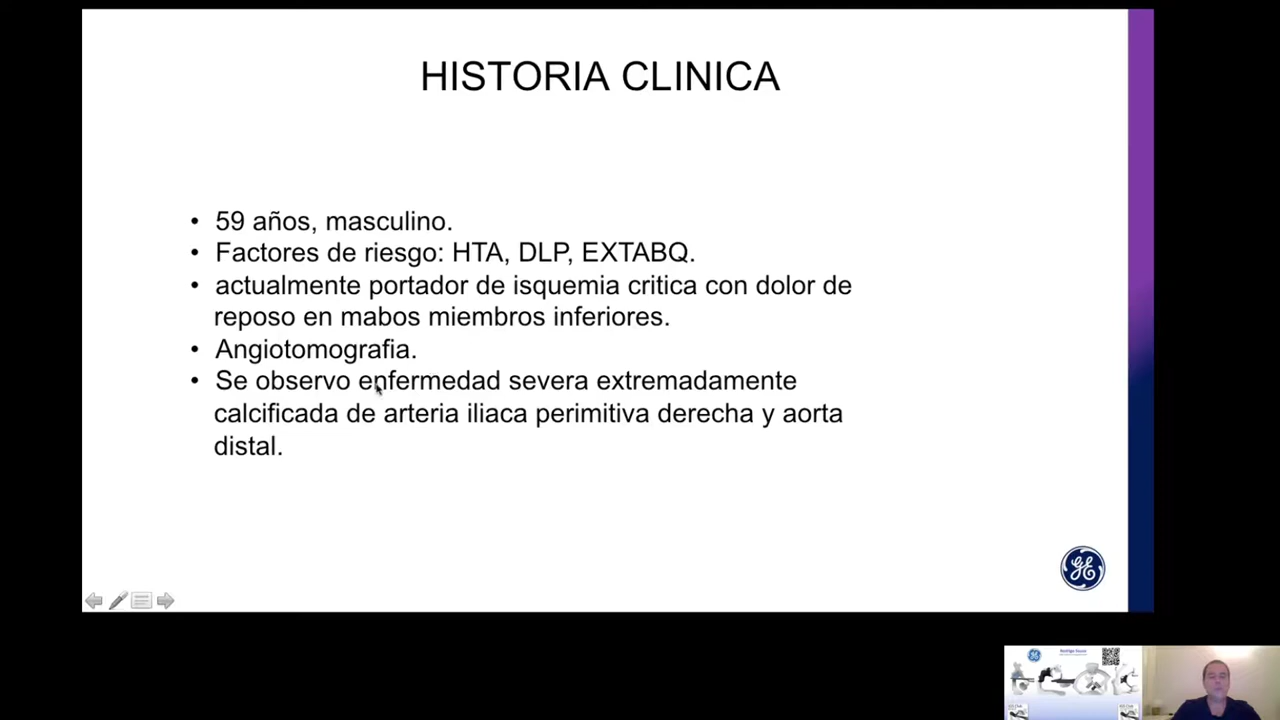 HISTORIA CLINICA
• 59 años, masculino.
• Factores de riesgo: HTA, DLP, EXTABQ.
• actualmente portador de isquemia critica con dolor de
reposo en mabos miembros inferiores.
• Angiotomografia.
• Se observo enfermedad severa extremadamente
calcificada de arteria iliaca perimitiva derecha y aorta
distal.